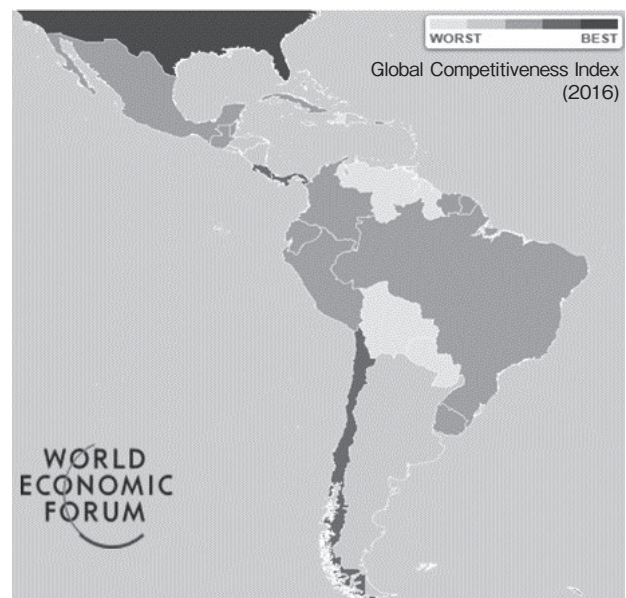 WORST BEST
Global Competitiveness Index
(2016)
WORLD
ECONOMIC
FORUM